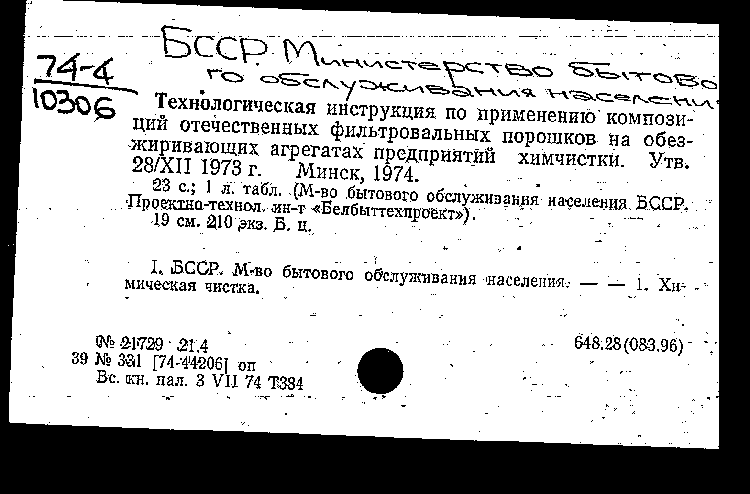 БССР. Министерство бытово
74-4
го обслуживания населени
10306
Технологическая инструкция по применению компози-
ций отечественных фильтровальных порошков на обез-
жиривающих агрегатах предприятий химчистки. Утв.
28/XII 1973 г. Минск, 1974.
23 с.; 1 л. табл. (М-во бытового обслуживания населения БССР.
Проектно-технол. ин-т «Белбыттехпроект»).
19 см. 210 экз. Б. ц.
I. БССР. М-во бытового обслуживания населения. — — 1. Хи-
мическая чистка.
№ 21729 21.4 648.28(083.96)
39 № 331 [74-44206] оп
Вс. кн. пал. 3 VII 74 Т384